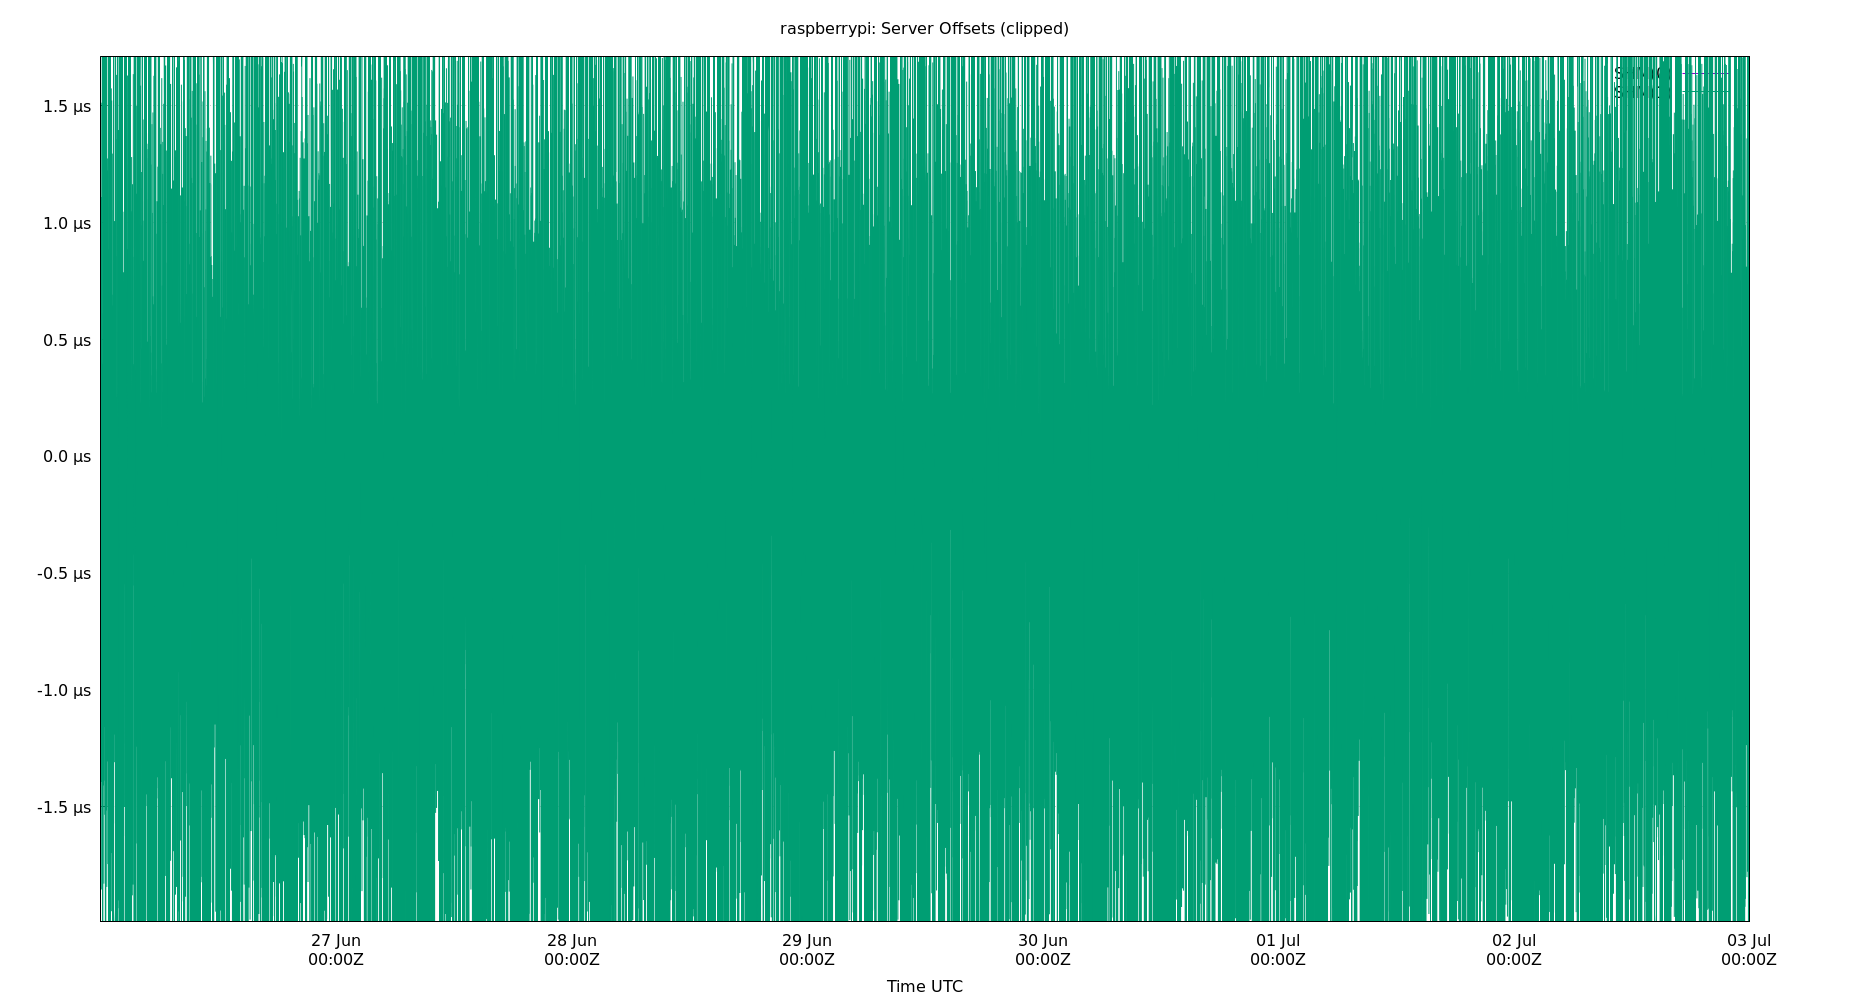 raspberrypi: Server Offsets (clipped)
1.5 µs
1.0 µs
0.5 µs
0.0 µs
-0.5 µs
-1.0 µs
-1.5 µs
27 Jun
00:00Z
28 Jun
00:00Z
29 Jun
00:00Z
30 Jun
00:00Z
01 Jul
00:00Z
02 Jul
00:00Z
03 Jul
00:00Z
Time UTC